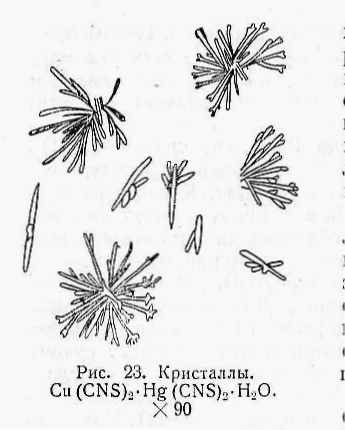 Рис. 23. Кристаллы.
Cu (CNS)₂·Hg (CNS)₂·H₂O.
× 90